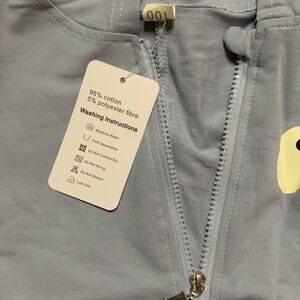 100
95% cotton
5% polyester fibre
Washing Instructions
Machine Wash
Cold Separately
Do Not Tumble Dry
Do Not Wring
Do Not Bleach
Low Iron